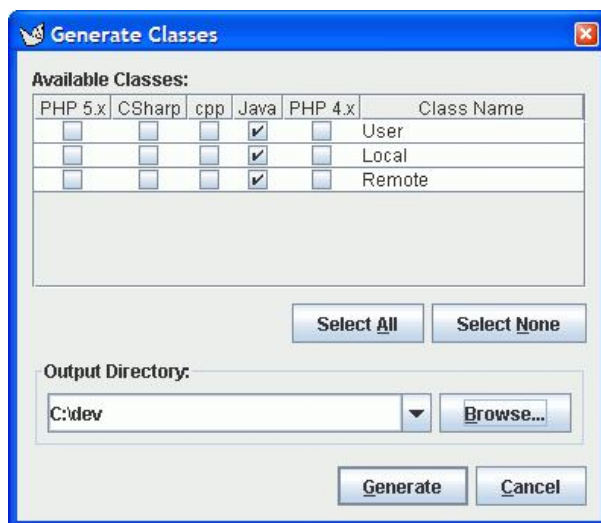 Generate Classes
Available Classes:
PHP 5.x CSharp cpp Java PHP 4.x Class Name
User
Local
Remote
Select All Select None
Output Directory:
C:\dev Browse...
Generate Cancel